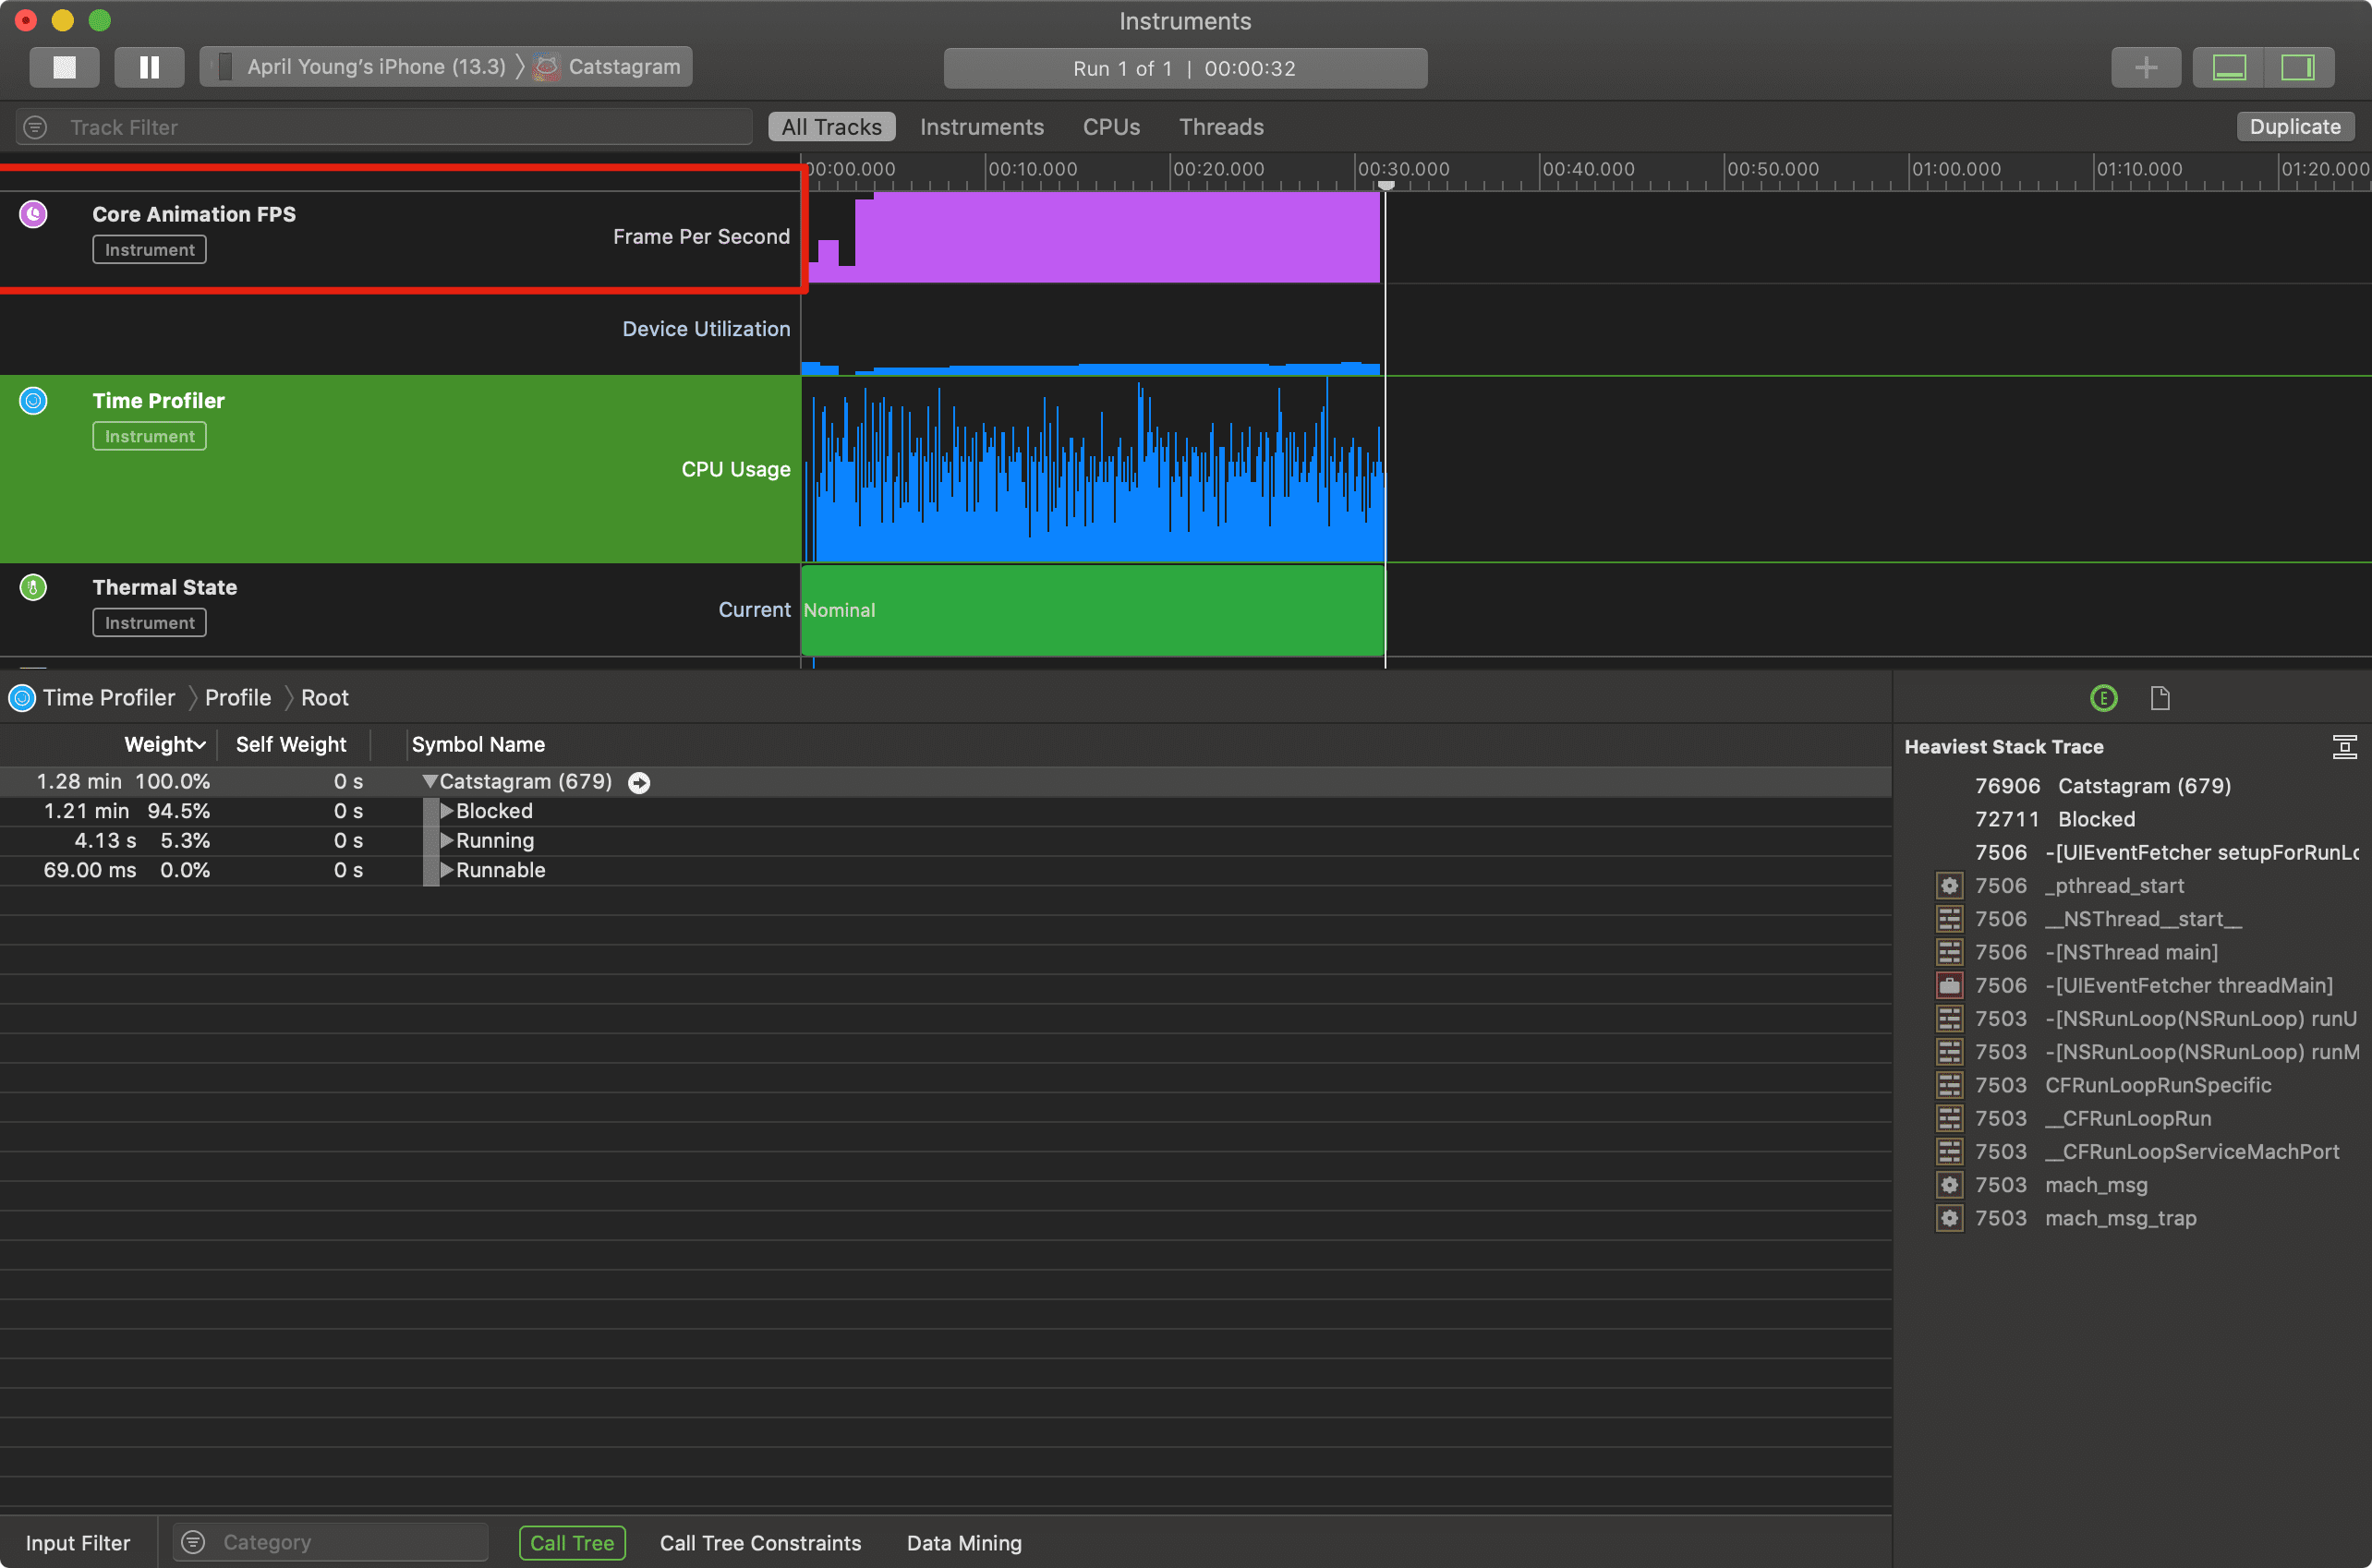 Instruments
April Young’s iPhone (13.3) Catstagram
Run 1 of 1 | 00:00:32
Track Filter
All Tracks Instruments CPUs Threads
Duplicate
00:00.000 00:10.000 00:20.000 00:30.000 00:40.000 00:50.000 01:00.000 01:10.000 01:20.000
Core Animation FPS
Instrument
Frame Per Second
Device Utilization
Time Profiler
Instrument
CPU Usage
Thermal State
Instrument
Current
Nominal
Time Profiler Profile Root
Weight Self Weight Symbol Name
1.28 min 100.0% 0 s Catstagram (679)
1.21 min 94.5% 0 s Blocked
4.13 s 5.3% 0 s Running
69.00 ms 0.0% 0 s Runnable
E
Heaviest Stack Trace
76906 Catstagram (679)
72711 Blocked
7506 -[UIEventFetcher setupForRunLo
7506 _pthread_start
7506 __NSThread__start__
7506 -[NSThread main]
7506 -[UIEventFetcher threadMain]
7503 -[NSRunLoop(NSRunLoop) runU
7503 -[NSRunLoop(NSRunLoop) runM
7503 CFRunLoopRunSpecific
7503 __CFRunLoopRun
7503 __CFRunLoopServiceMachPort
7503 mach_msg
7503 mach_msg_trap
Input Filter Category Call Tree Call Tree Constraints Data Mining